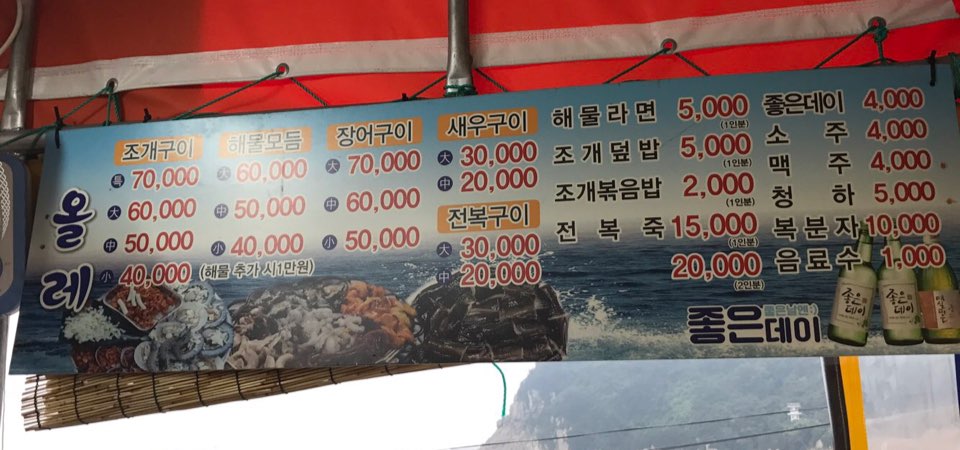 올레
조개구이
特 70,000
大 60,000
中 50,000
小 40,000
해물모듬
大 60,000
中 50,000
小 40,000
(해물 추가 시 1만원)
장어구이
大 70,000
中 60,000
小 50,000
새우구이
大 30,000
中 20,000
전복구이
大 30,000
中 20,000
해물라면 5,000 (1인분)
조개덮밥 5,000 (1인분)
조개볶음밥 2,000 (1인분)
전복죽 15,000 (1인분)
20,000 (2인분)
좋은데이 4,000
소주 4,000
맥주 4,000
청하 5,000
복분자 10,000
음료수 1,000
좋은데이
좋은데이
좋은데이